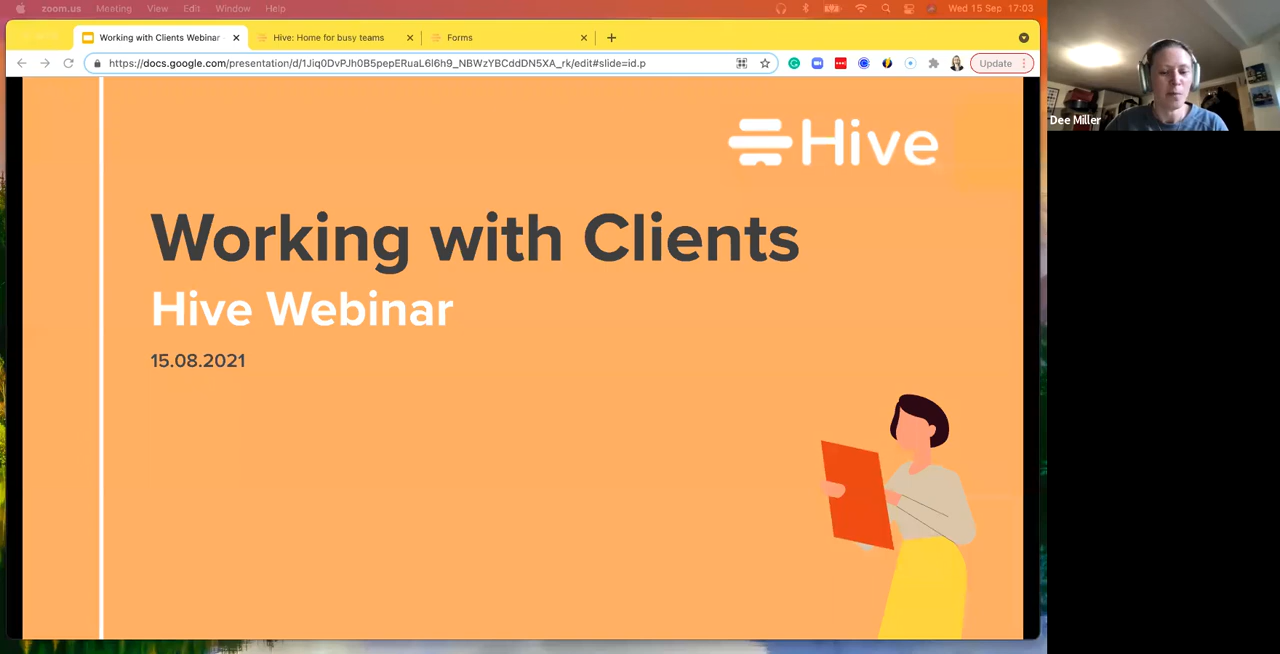 zoom.us Meeting View Edit Window Help Wed 15 Sep 17:03
Working with Clients Webinar Hive: Home for busy teams Forms
https://docs.google.com/presentation/d/1Jiq0DvPJh0B5pepERuaL6I6h9_NBWzYBCddDN5XA_rk/edit#slide=id.p Update
Dee Miller
Hive
Working with Clients
Hive Webinar
15.08.2021